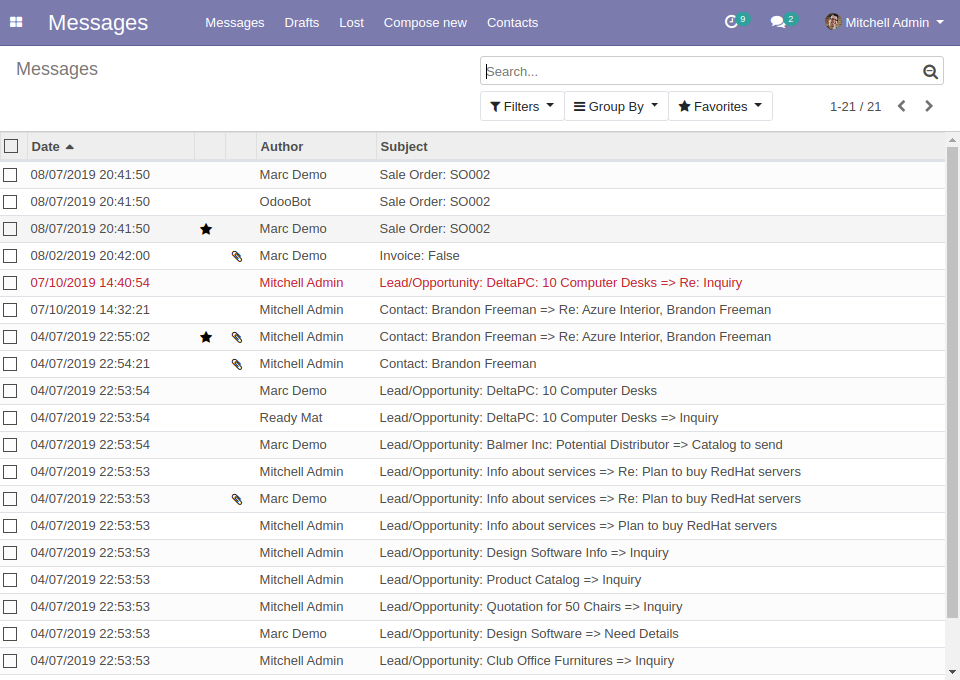 Messages Messages Drafts Lost Compose new Contacts 9 2 Mitchell Admin
Messages Search...
Filters Group By Favorites 1-21 / 21
Date Author Subject
08/07/2019 20:41:50 Marc Demo Sale Order: SO002
08/07/2019 20:41:50 OdooBot Sale Order: SO002
08/07/2019 20:41:50 Marc Demo Sale Order: SO002
08/02/2019 20:42:00 Marc Demo Invoice: False
07/10/2019 14:40:54 Mitchell Admin Lead/Opportunity: DeltaPC: 10 Computer Desks => Re: Inquiry
07/10/2019 14:32:21 Mitchell Admin Contact: Brandon Freeman => Re: Azure Interior, Brandon Freeman
04/07/2019 22:55:02 Mitchell Admin Contact: Brandon Freeman => Re: Azure Interior, Brandon Freeman
04/07/2019 22:54:21 Mitchell Admin Contact: Brandon Freeman
04/07/2019 22:53:54 Marc Demo Lead/Opportunity: DeltaPC: 10 Computer Desks
04/07/2019 22:53:54 Ready Mat Lead/Opportunity: DeltaPC: 10 Computer Desks => Inquiry
04/07/2019 22:53:54 Marc Demo Lead/Opportunity: Balmer Inc: Potential Distributor => Catalog to send
04/07/2019 22:53:53 Mitchell Admin Lead/Opportunity: Info about services => Re: Plan to buy RedHat servers
04/07/2019 22:53:53 Marc Demo Lead/Opportunity: Info about services => Re: Plan to buy RedHat servers
04/07/2019 22:53:53 Mitchell Admin Lead/Opportunity: Info about services => Plan to buy RedHat servers
04/07/2019 22:53:53 Mitchell Admin Lead/Opportunity: Design Software Info => Inquiry
04/07/2019 22:53:53 Mitchell Admin Lead/Opportunity: Product Catalog => Inquiry
04/07/2019 22:53:53 Mitchell Admin Lead/Opportunity: Quotation for 50 Chairs => Inquiry
04/07/2019 22:53:53 Marc Demo Lead/Opportunity: Design Software => Need Details
04/07/2019 22:53:53 Mitchell Admin Lead/Opportunity: Club Office Furnitures => Inquiry